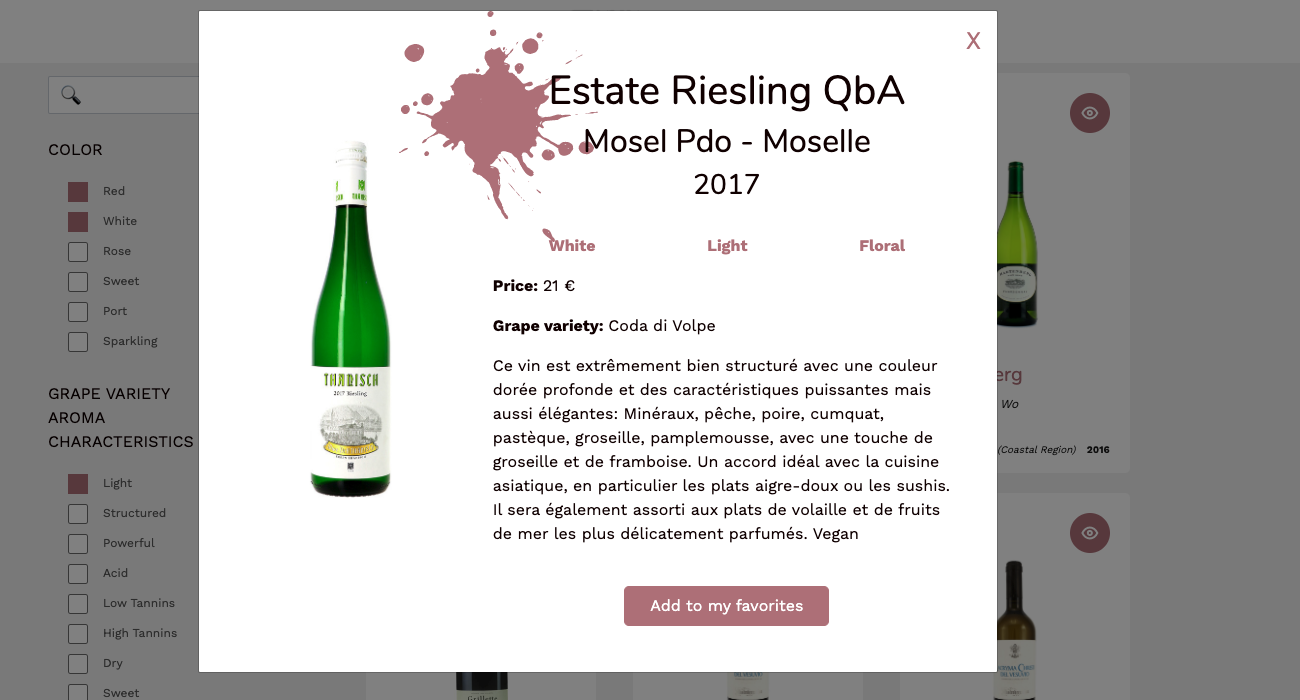 X
Estate Riesling QbA
Mosel Pdo - Moselle
2017
White Light Floral
Price: 21 €
Grape variety: Coda di Volpe
Ce vin est extrêmement bien structuré avec une couleur
dorée profonde et des caractéristiques puissantes mais
aussi élégantes: Minéraux, pêche, poire, cumquat,
pastèque, groseille, pamplemousse, avec une touche de
groseille et de framboise. Un accord idéal avec la cuisine
asiatique, en particulier les plats aigre-doux ou les sushis.
Il sera également assorti aux plats de volaille et de fruits
de mer les plus délicatement parfumés. Vegan
Add to my favorites
THANISCH
2017 Riesling
COLOR
Red
White
Rose
Sweet
Port
Sparkling
GRAPE VARIETY
AROMA
CHARACTERISTICS
Light
Structured
Powerful
Acid
Low Tannins
High Tannins
Dry
Sweet
erg
Wo
(Coastal Region) 2016